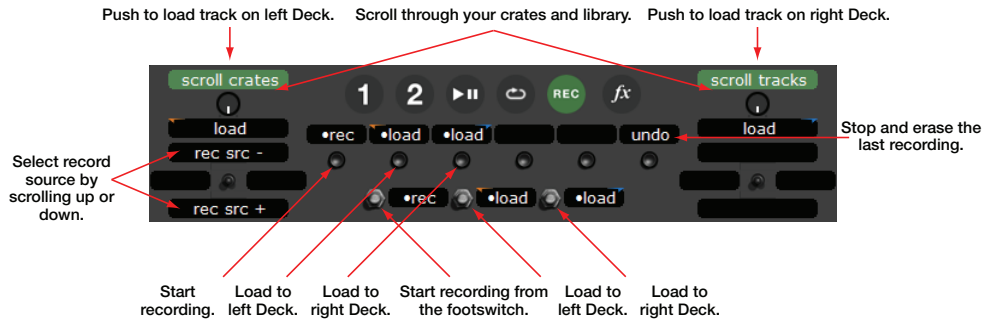 Push to load track on left Deck.
Scroll through your crates and library.
Push to load track on right Deck.
scroll crates
scroll tracks
1 2 REC fx
load
load
•rec •load •load undo
rec src -
Stop and erase the
last recording.
Select record
source by
scrolling up or
down.
rec src +
•rec •load •load
Start
recording.
Load to
left Deck.
Load to
right Deck.
Start recording from
the footswitch.
Load to
left Deck.
Load to
right Deck.